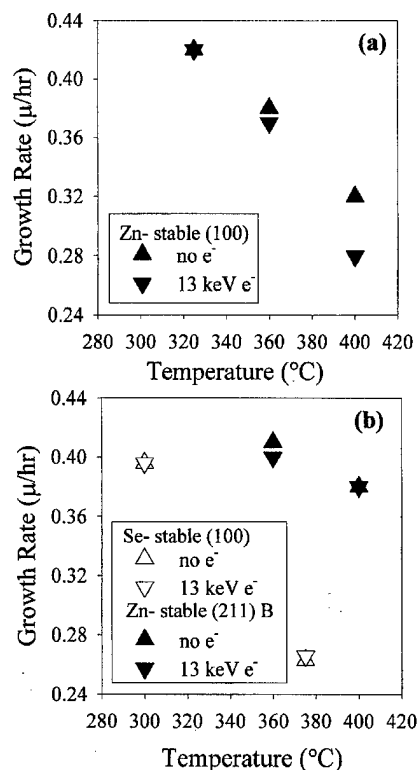 (a)
0.44
0.40
0.36
0.32
0.28
0.24
Growth Rate (μ/hr)
Zn- stable (100)
no e-
13 keV e-
280 300 320 340 360 380 400 420
Temperature (°C)
(b)
0.44
0.40
0.36
0.32
0.28
0.24
Growth Rate (μ/hr)
Se- stable (100)
no e-
13 keV e-
Zn- stable (211) B
no e-
13 keV e-
280 300 320 340 360 380 400 420
Temperature (°C)